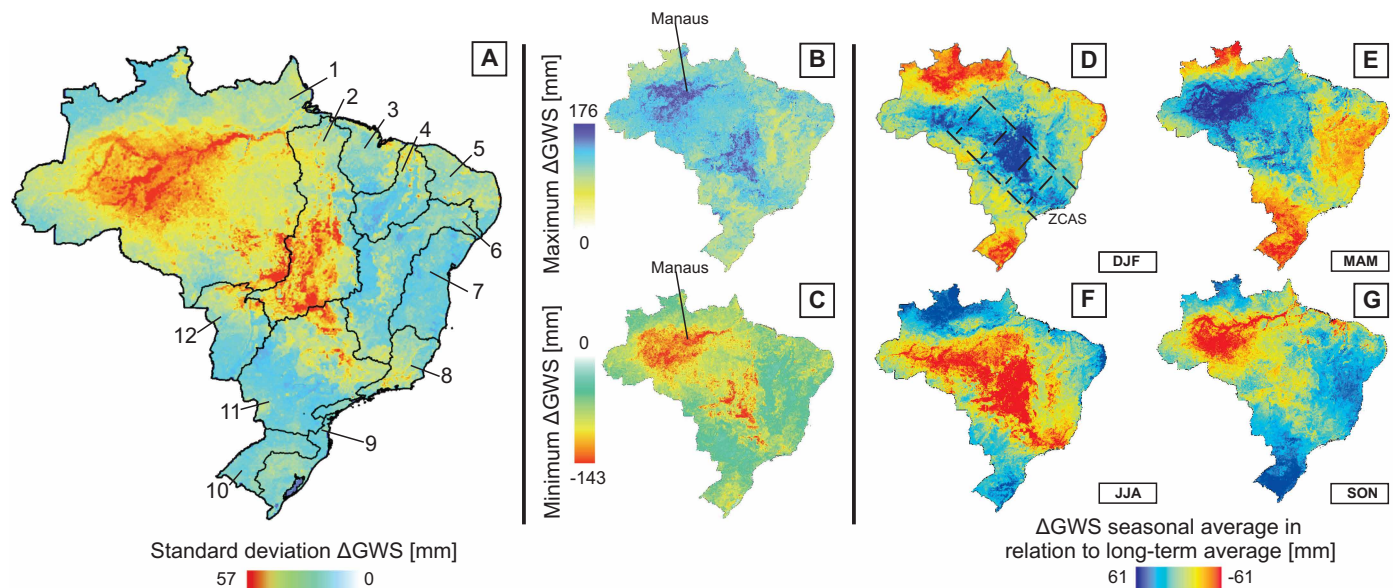 A
1
2
3
4
5
6
7
8
9
10
11
12
Standard deviation ΔGWS [mm]
57 0
Manaus
B
Maximum ΔGWS [mm]
176
0
Manaus
C
Minimum ΔGWS [mm]
0
-143
D
ZCAS
DJF
E
MAM
F
JJA
G
SON
ΔGWS seasonal average in
relation to long-term average [mm]
61 -61